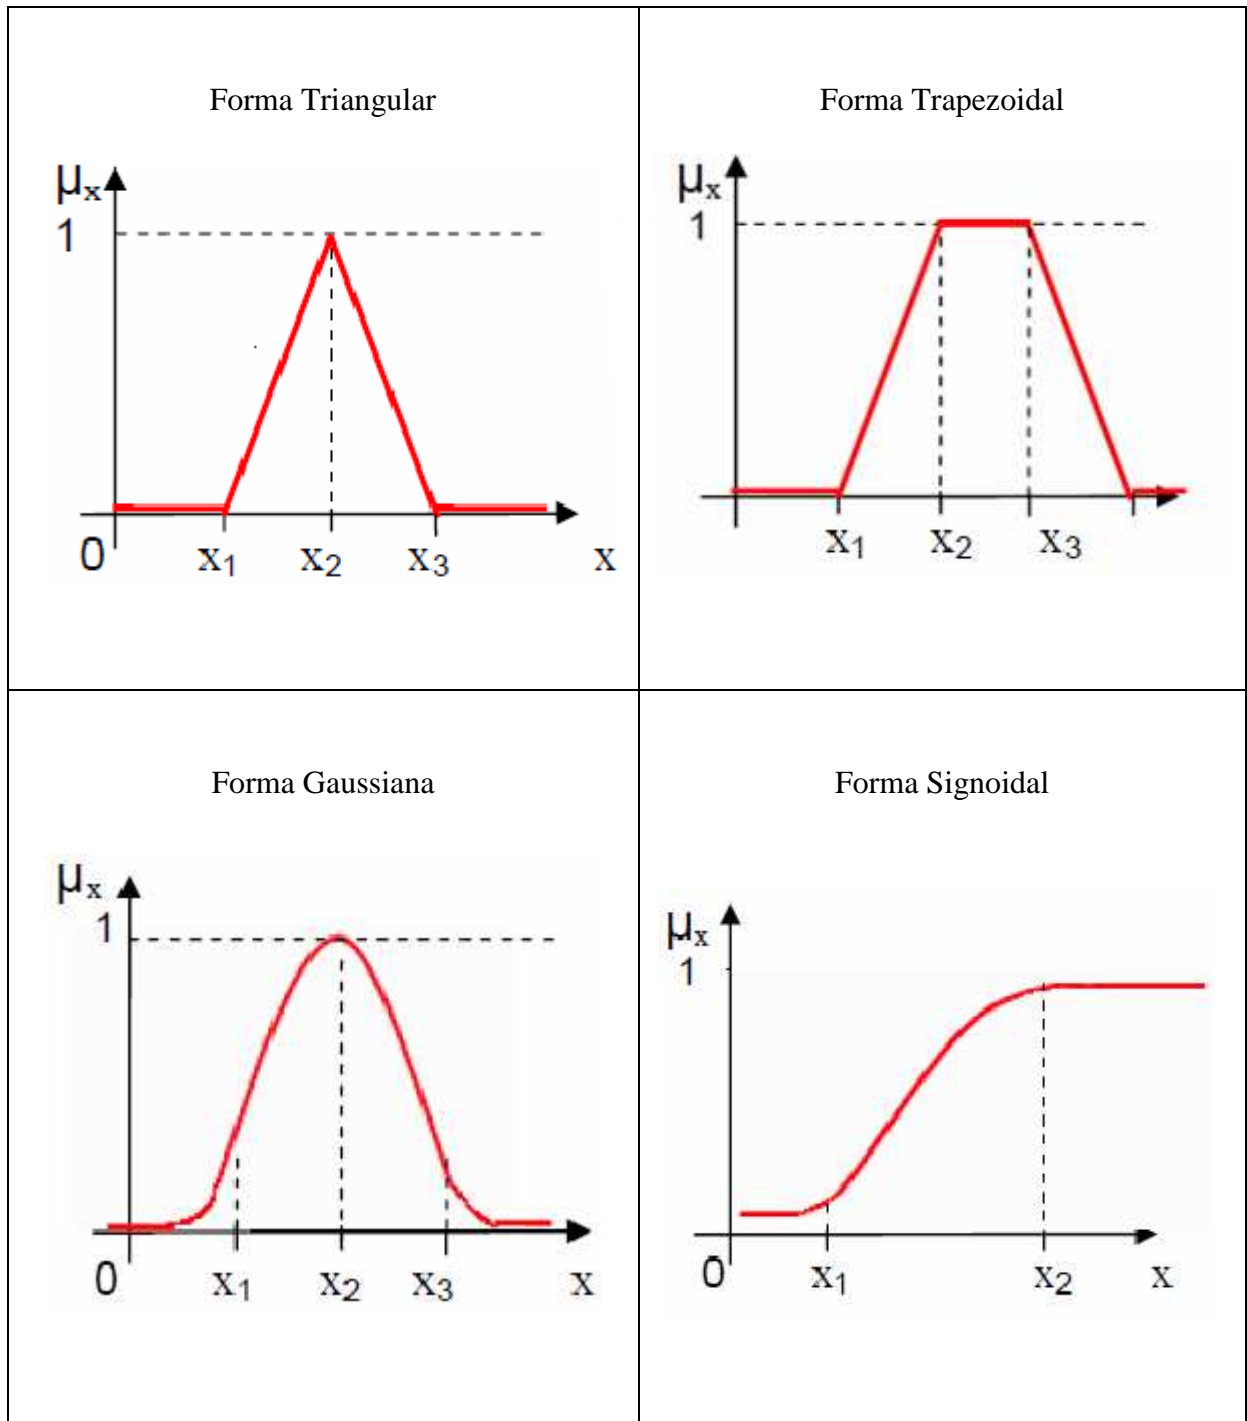 Forma Triangular
μx
1
0 x1 x2 x3 x
Forma Trapezoidal
μx
1
x1 x2 x3
Forma Gaussiana
μx
1
0 x1 x2 x3 x
Forma Signoidal
μx
1
0 x1 x2 x